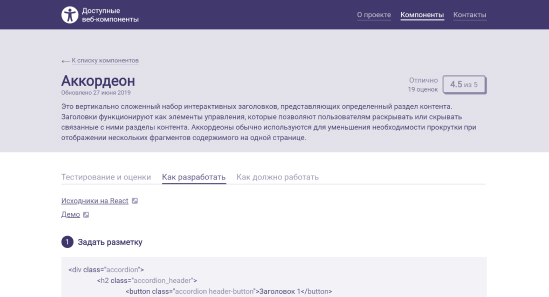 Доступные
веб-компоненты
О проекте Компоненты Контакты
⟵ К списку компонентов
Аккордеон
Обновлено 27 июня 2019
Отлично
19 оценок
4.5 из 5
Это вертикально сложенный набор интерактивных заголовков, представляющих определенный раздел контента.
Заголовки функционируют как элементы управления, которые позволяют пользователям раскрывать или скрывать
связанные с ними разделы контента. Аккордеоны обычно используются для уменьшения необходимости прокрутки при
отображении нескольких фрагментов содержимого на одной странице.
Тестирование и оценки Как разработать Как должно работать
Исходники на React
Демо
1 Задать разметку
<div class="accordion">
<h2 class="accordion_header">
<button class="accordion header-button">Заголовок 1</button>